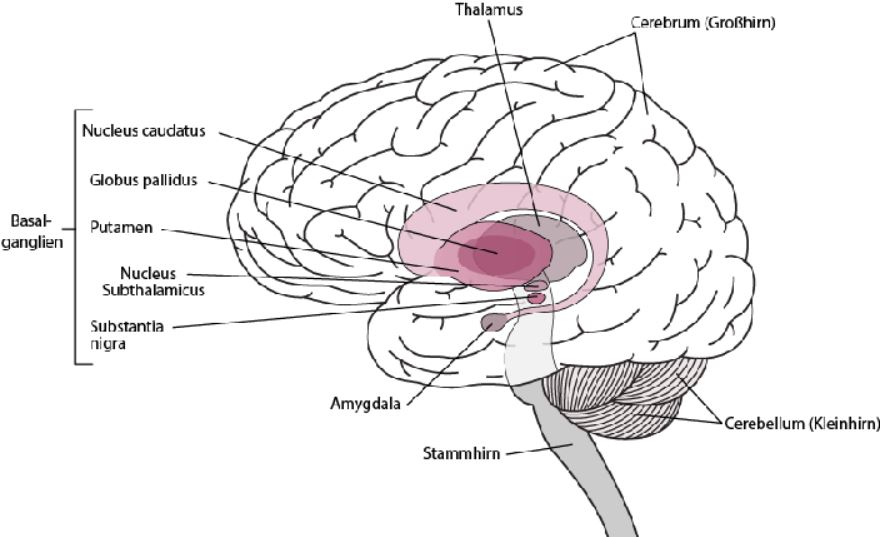 Thalamus
Cerebrum (Großhirn)
Nucleus caudatus
Globus pallidus
Basal-
ganglien
Putamen
Nucleus
Subthalamicus
Substantia
nigra
Amygdala
Cerebellum (Kleinhirn)
Stammhirn